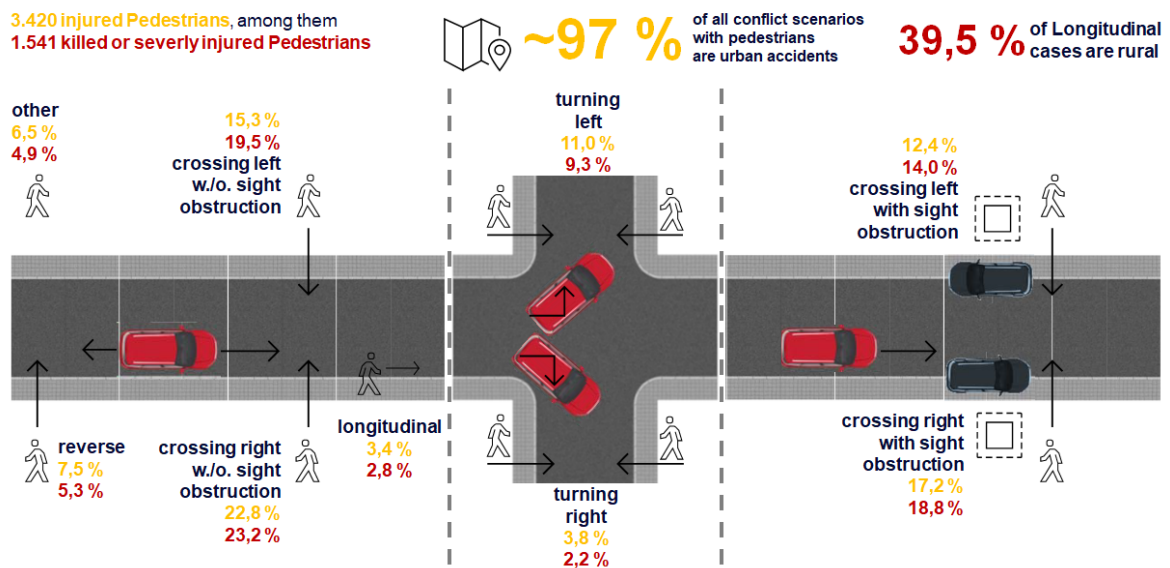 3.420 injured Pedestrians, among them
1.541 killed or severly injured Pedestrians
~97 %
of all conflict scenarios
with pedestrians
are urban accidents
39,5 %
of Longitudinal
cases are rural
other
6,5 %
4,9 %
15,3 %
19,5 %
crossing left
w./o. sight
obstruction
turning
left
11,0 %
9,3 %
12,4 %
14,0 %
crossing left
with sight
obstruction
reverse
7,5 %
5,3 %
crossing right
w./o. sight
obstruction
22,8 %
23,2 %
longitudinal
3,4 %
2,8 %
turning
right
3,8 %
2,2 %
crossing right
with sight
obstruction
17,2 %
18,8 %